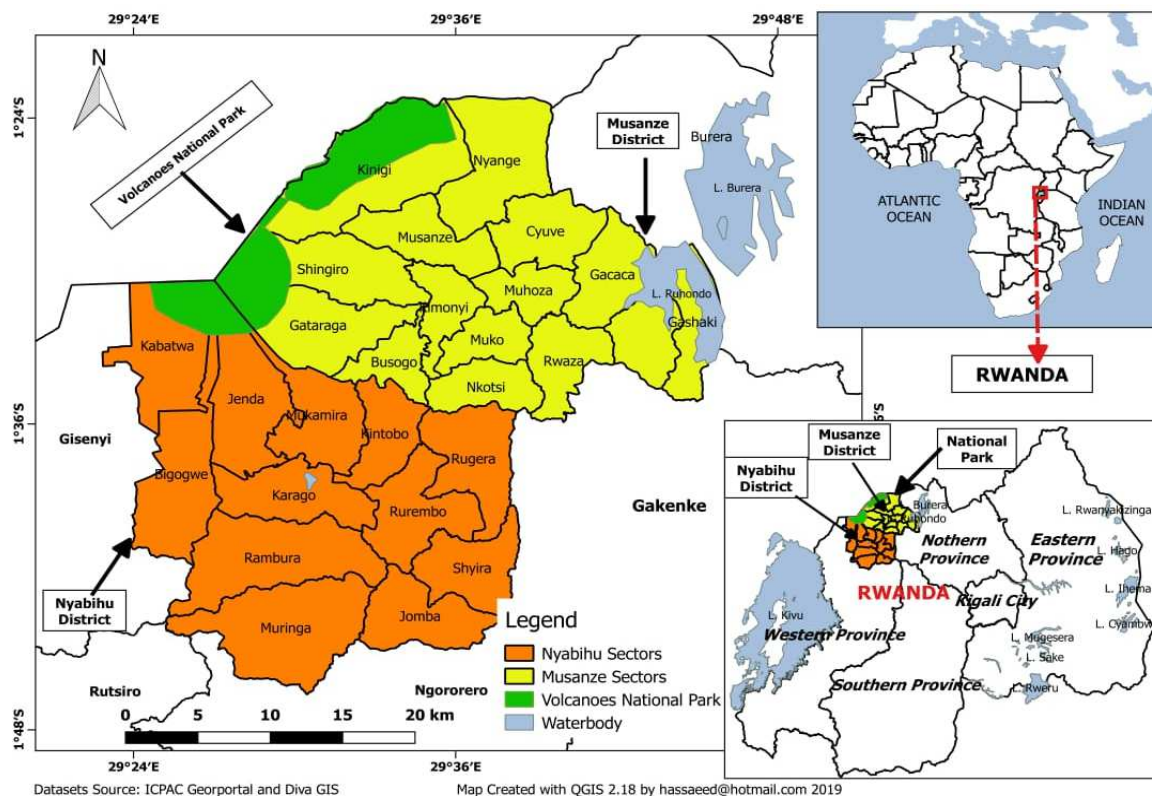 29°24'E
29°36'E
29°48'E
N
1°24'S
1°36'S
1°48'S
Volcanoes National Park
Musanze
District
Burera
L. Burera
Kinigi
Nyange
Musanze
Cyuve
Shingiro
Gacaca
L. Ruhondo
Muhoza
Gashaki
Gataraga
Muko
Busogo
Rwaza
Nkotsi
Kabatwa
Jenda
Mukamira
Kintobo
Gisenyi
Bigogwe
Rugera
Karago
Gakenke
Rurembo
Rambura
Shyira
Nyabihu
District
Muringa
Jomba
Rutsiro
Ngororero
Legend
Nyabihu Sectors
Musanze Sectors
Volcanoes National Park
Waterbody
0 5 10 15 20 km
29°24'E
29°36'E
ATLANTIC
OCEAN
INDIAN
OCEAN
RWANDA
Musanze
District
National
Park
Nyabihu
District
Burera
L. Rwanyakizinga
Nothern
Province
Eastern
Province
L. Hago
RWANDA
Kigali City
L. Ihema
L. Cyambw
L. Kivu
Western Province
L. Mugesera
L. Sake
Southern Province
L. Rweru
Datasets Source: ICPAC Georportal and Diva GIS
Map Created with QGIS 2.18 by hassaeed@hotmail.com 2019